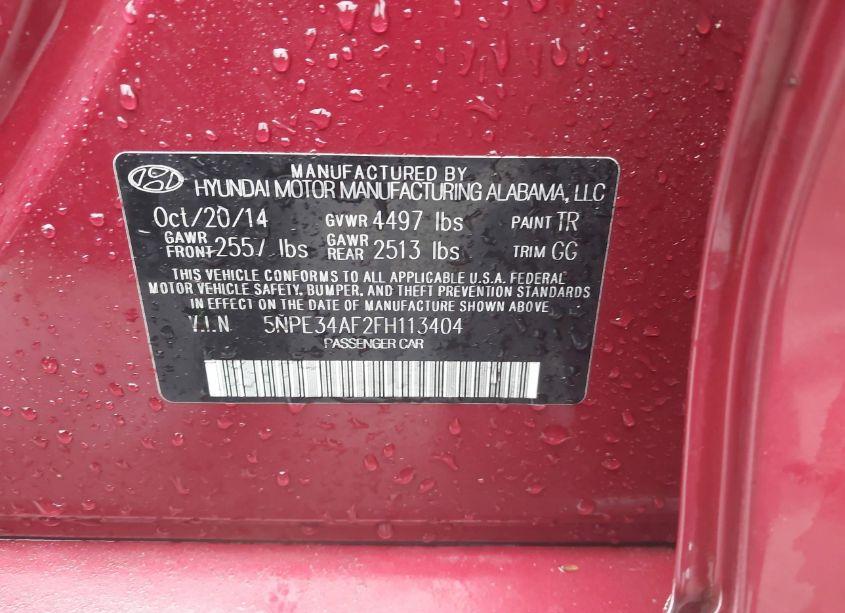 MANUFACTURED BY
HYUNDAI MOTOR MANUFACTURING ALABAMA, LLC
Oct/20/14 GVWR 4497 lbs PAINT TR
GAWR FRONT 2557 lbs GAWR REAR 2513 lbs TRIM GG
THIS VEHICLE CONFORMS TO ALL APPLICABLE U.S.A. FEDERAL
MOTOR VEHICLE SAFETY, BUMPER, AND THEFT PREVENTION STANDARDS
IN EFFECT ON THE DATE OF MANUFACTURE SHOWN ABOVE
V.I.N 5NPE34AF2FH113404
PASSENGER CAR